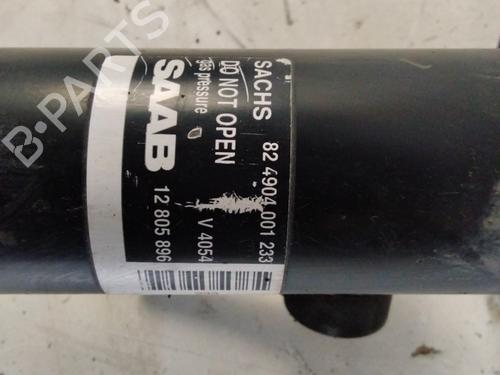 SACHS 82 4904 001 233
DO NOT OPEN
gas pressure V 4054
SAAB 12 805 896
B-PARTS